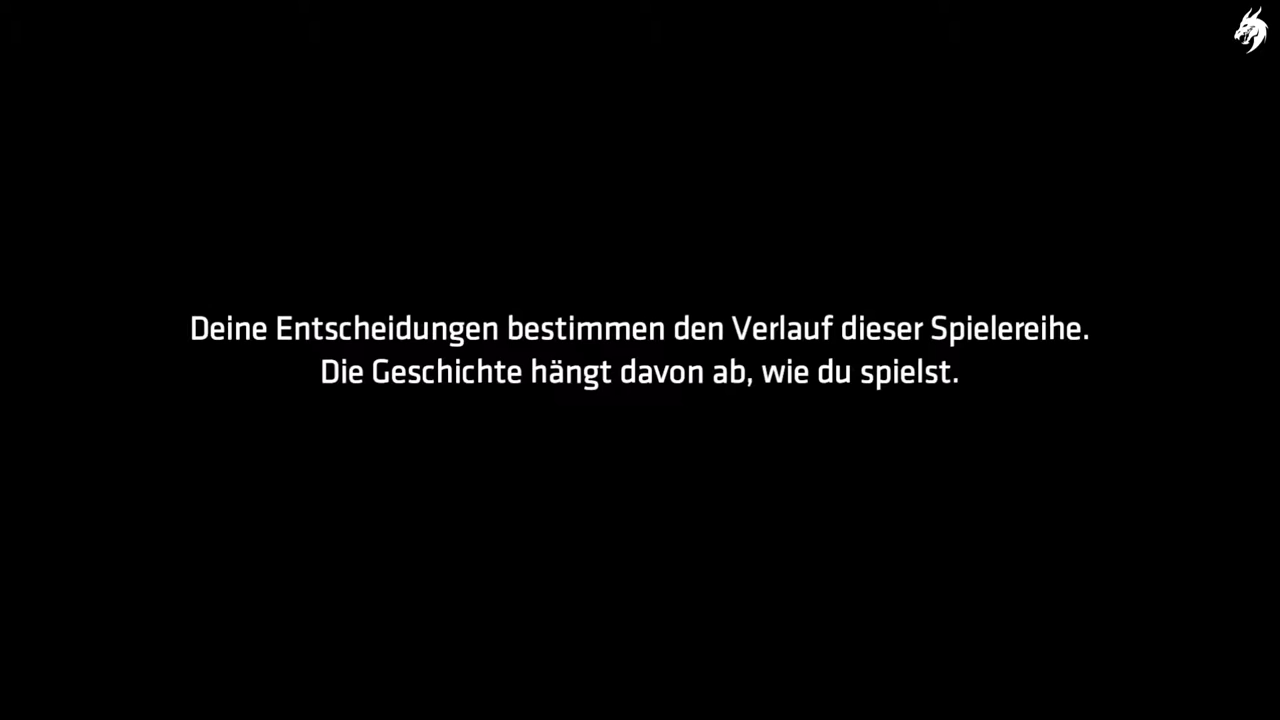 Deine Entscheidungen bestimmen den Verlauf dieser Spielereihe.
Die Geschichte hängt davon ab, wie du spielst.